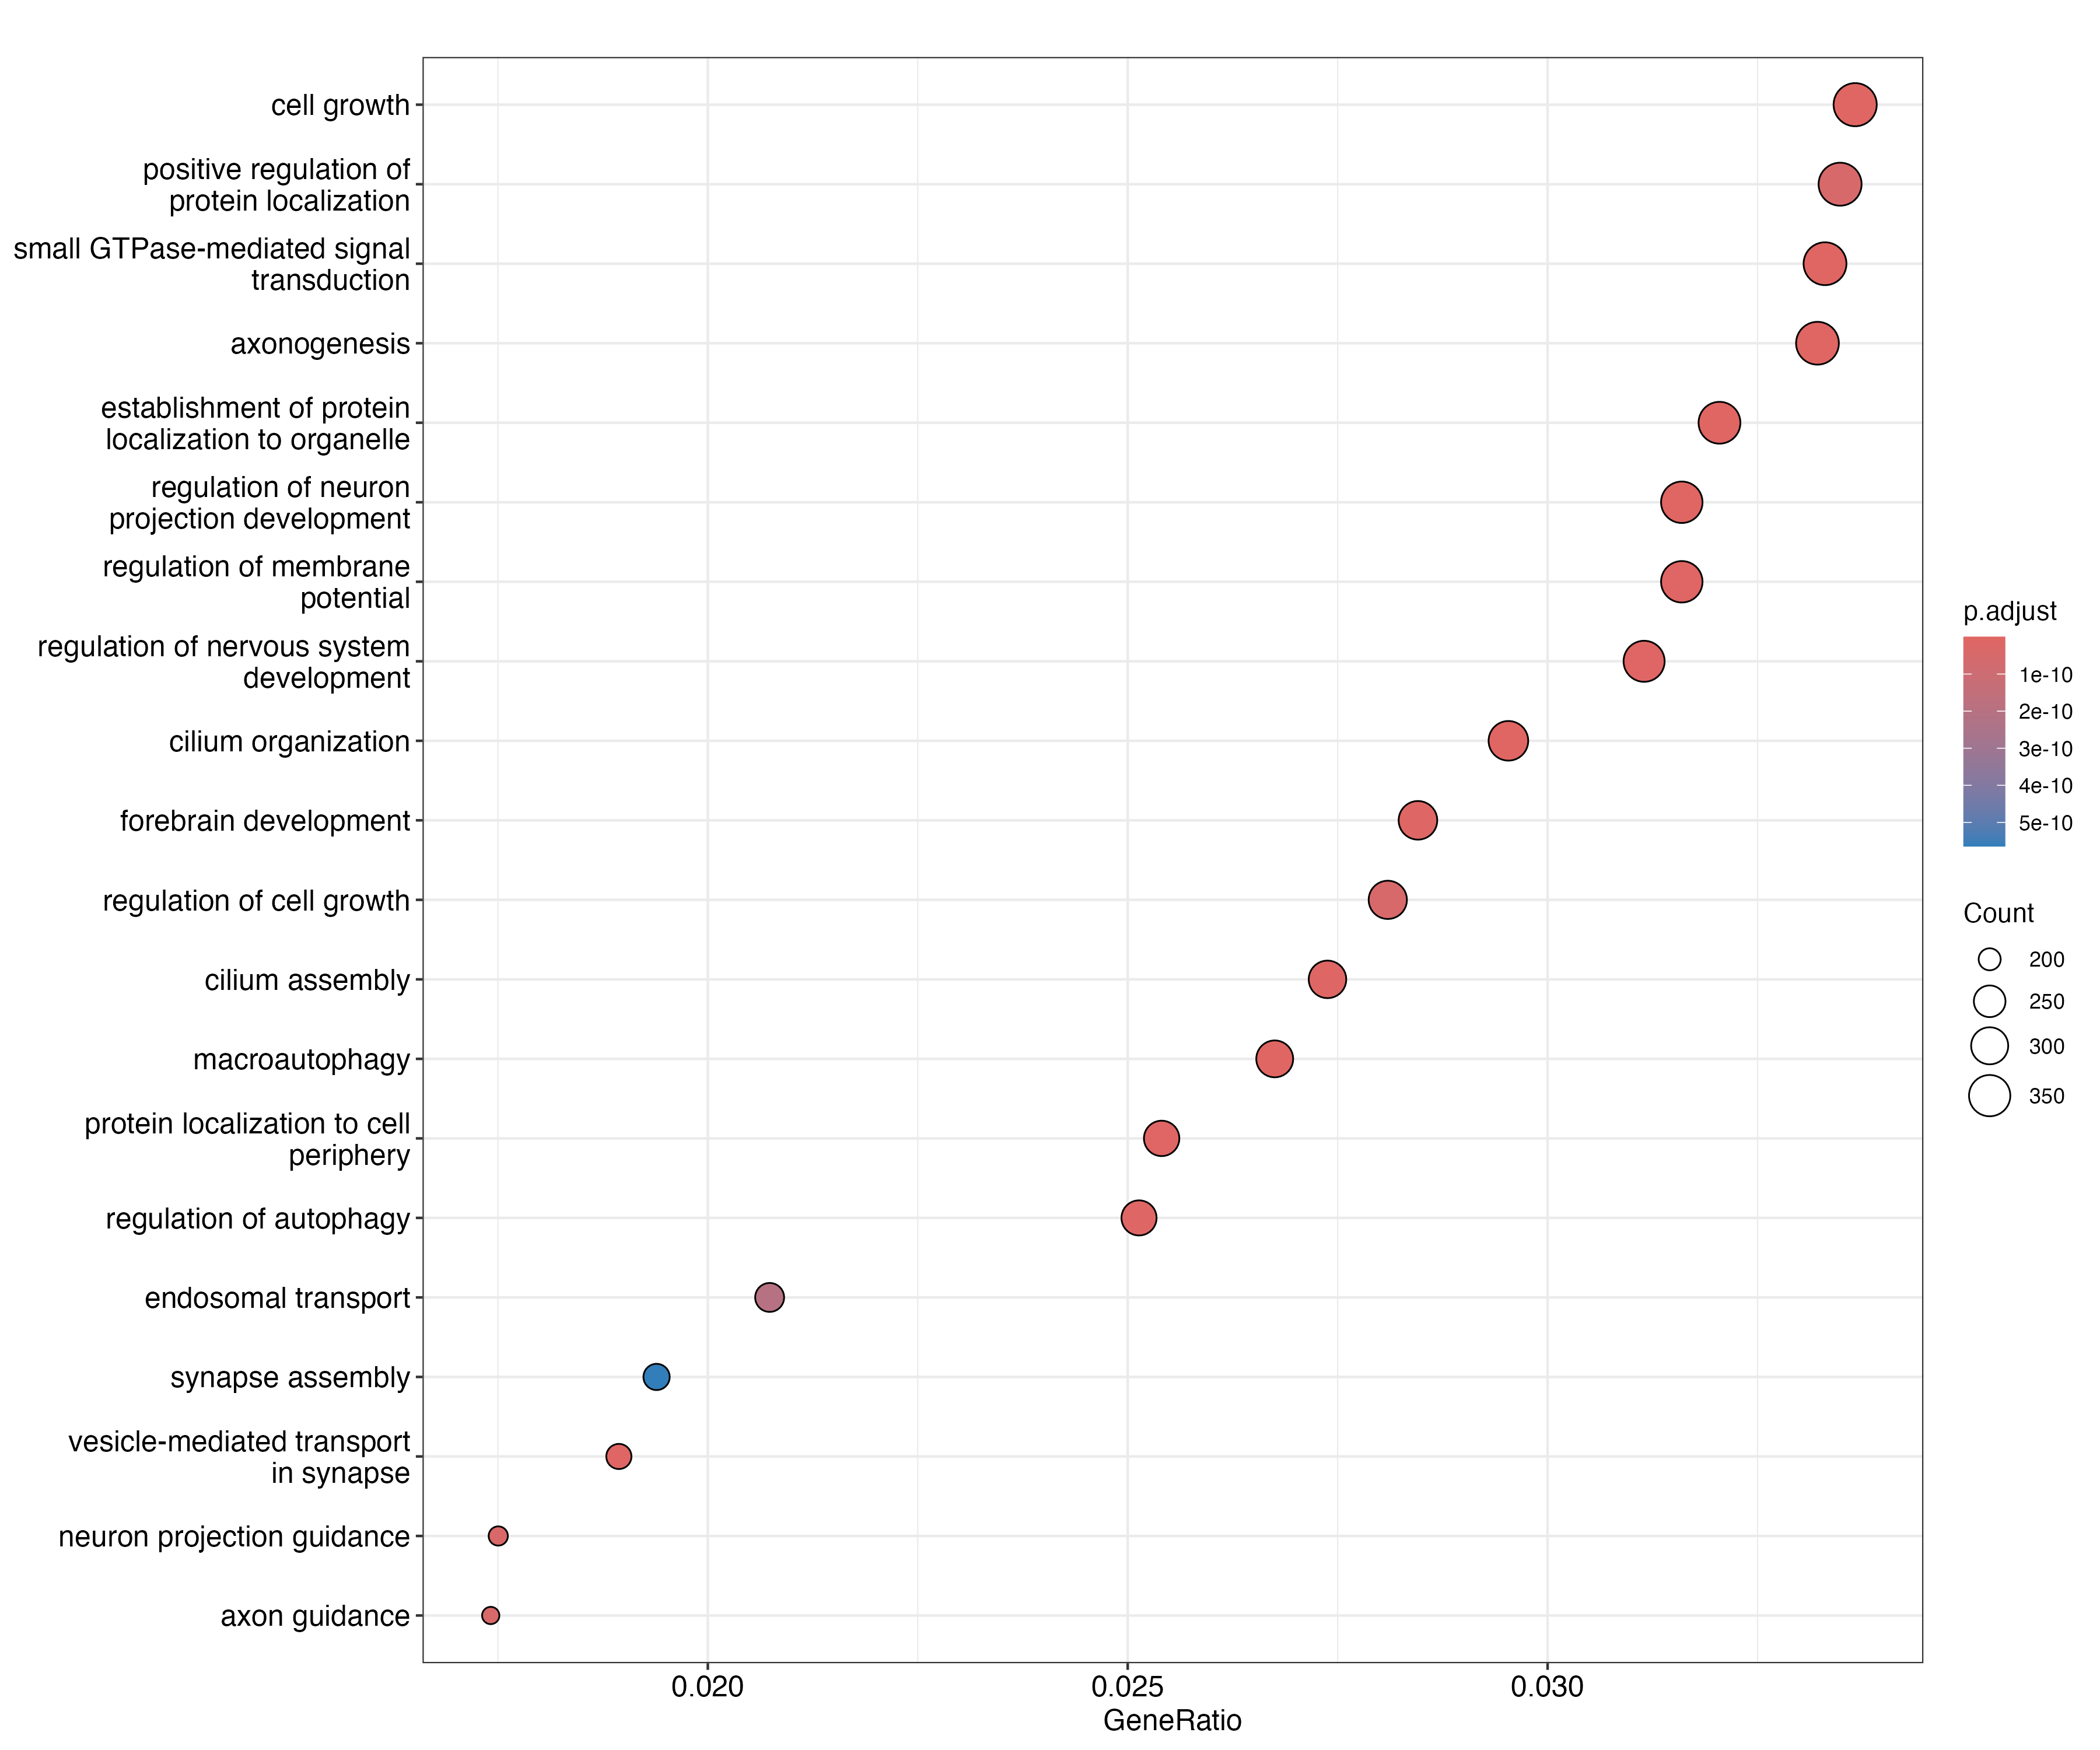 cell growth
positive regulation of
protein localization
small GTPase-mediated signal
transduction
axonogenesis
establishment of protein
localization to organelle
regulation of neuron
projection development
regulation of membrane
potential
regulation of nervous system
development
cilium organization
forebrain development
regulation of cell growth
cilium assembly
macroautophagy
protein localization to cell
periphery
regulation of autophagy
endosomal transport
synapse assembly
vesicle-mediated transport
in synapse
neuron projection guidance
axon guidance
0.020 0.025 0.030
GeneRatio
p.adjust
1e-10
2e-10
3e-10
4e-10
5e-10
Count
200
250
300
350